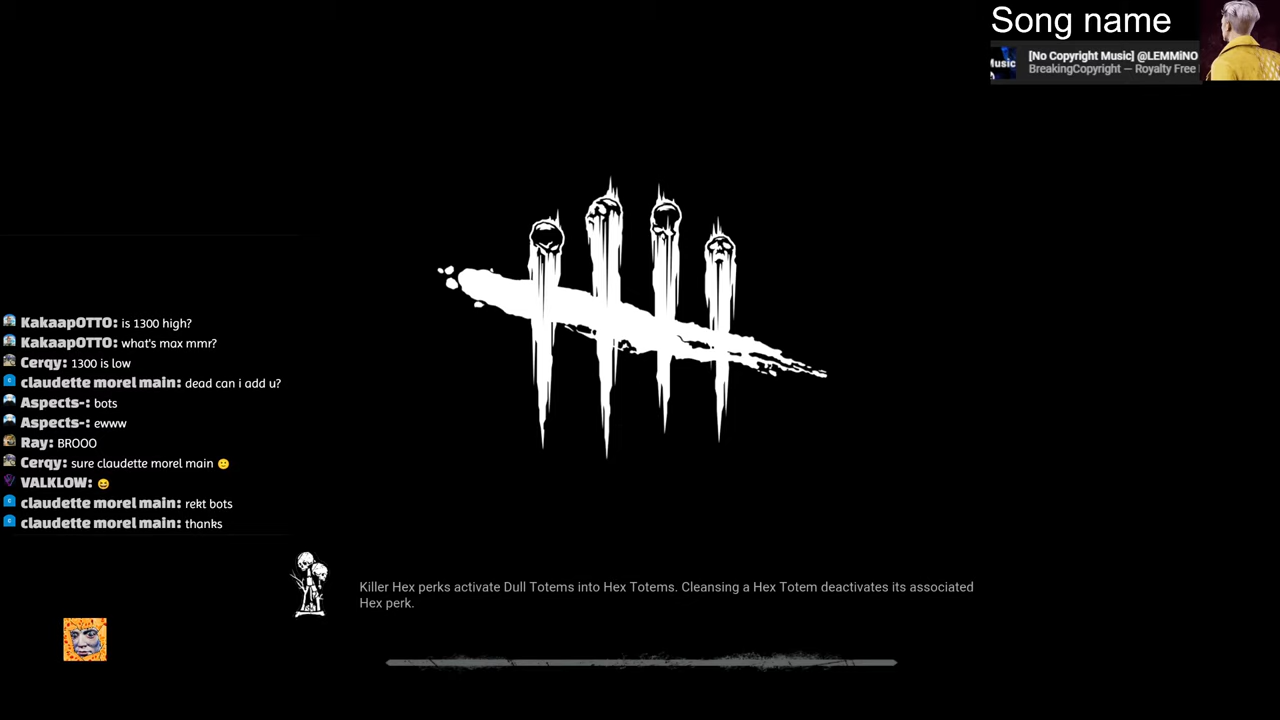 Song name
[No Copyright Music] @LEMMiNO
BreakingCopyright — Royalty Free
Music
KakaapOTTO: is 1300 high?
KakaapOTTO: what's max mmr?
Cerqy: 1300 is low
claudette morel main: dead can i add u?
Aspects-: bots
Aspects-: ewww
Ray: BROOO
Cerqy: sure claudette morel main 🙂
VALKLOW: 😆
claudette morel main: rekt bots
claudette morel main: thanks
Killer Hex perks activate Dull Totems into Hex Totems. Cleansing a Hex Totem deactivates its associated
Hex perk.